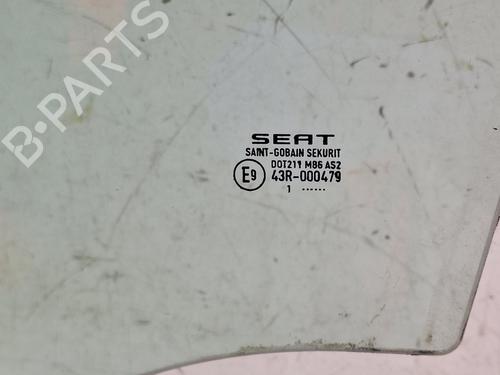 B-PARTS
SEAT
SAINT-GOBAIN SEKURIT
DOT211 M86 AS2
E9 43R-000479
1 ......